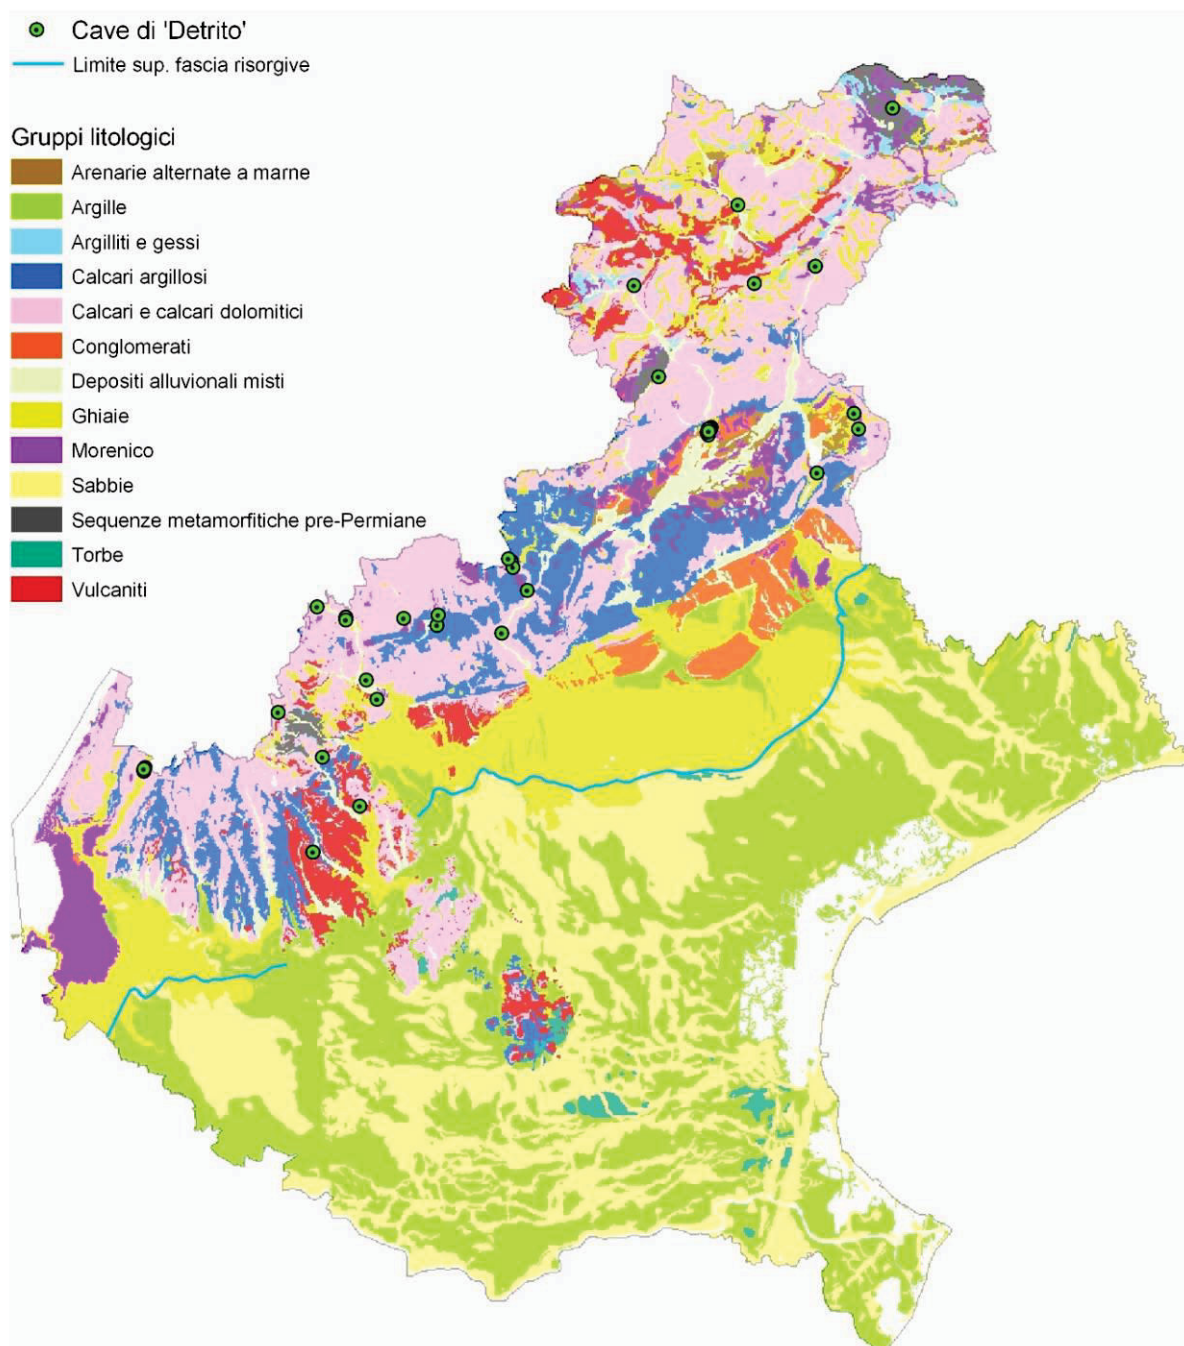 Cave di 'Detrito'
Limite sup. fascia risorgive
Gruppi litologici
Arenarie alternate a marne
Argille
Argilliti e gessi
Calcari argillosi
Calcari e calcari dolomitici
Conglomerati
Depositi alluvionali misti
Ghiaie
Morenico
Sabbie
Sequenze metamorfitiche pre-Permiane
Torbe
Vulcaniti